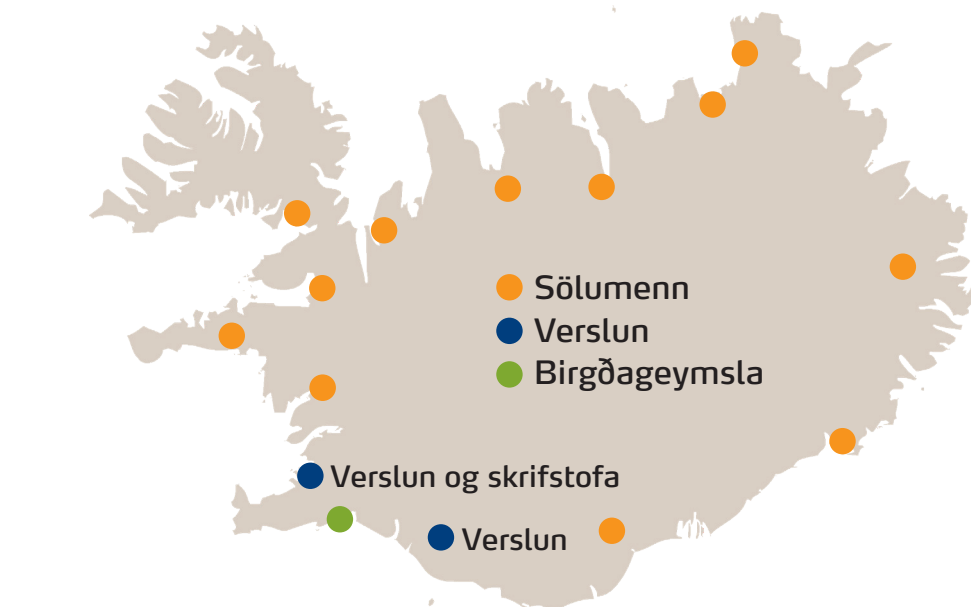 Sölumenn
Verslun
Birgðageymsla
Verslun og skrifstofa
Verslun